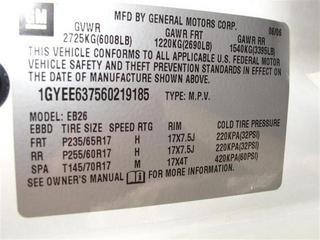 GM
MFD BY GENERAL MOTORS CORP. 06/06
GVWR GAWR FRT GAWR RR
2725KG(6008LB) 1220KG(2690LB) 1540KG(3395LB)
THIS VEHICLE CONFORMS TO ALL APPLICABLE U.S. FEDERAL MOTOR
VEHICLE SAFETY AND THEFT PREVENTION STANDARDS IN EFFECT ON
THE DATE OF MANUFACTURE SHOWN ABOVE.
1GYEE637560219185 TYPE: M.P.V.
MODEL: EB26
EBBD TIRE SIZE SPEED RTG RIM COLD TIRE PRESSURE
FRT P235/65R17 H 17X7.5J 220KPA(32PSI)
RR P255/60R17 H 17X7.5J 220KPA(32PSI)
SPA T145/70R17 M 17X4T 420KPA(60PSI)
SEE OWNER'S MANUAL FOR MORE INFORMATION